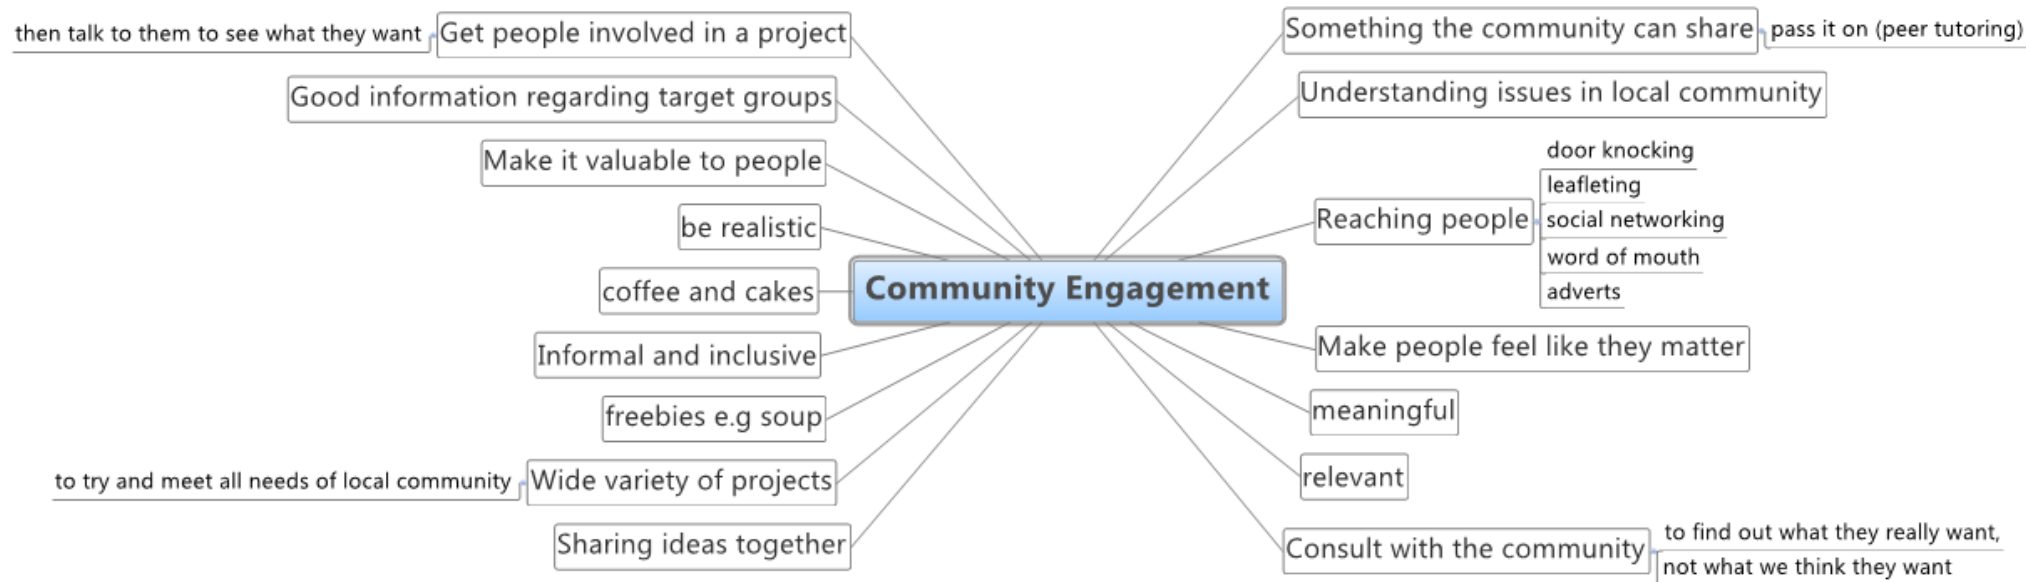 then talk to them to see what they want
Get people involved in a project
Good information regarding target groups
Make it valuable to people
be realistic
coffee and cakes
Informal and inclusive
freebies e.g soup
to try and meet all needs of local community
Wide variety of projects
Sharing ideas together
Community Engagement
Something the community can share
pass it on (peer tutoring)
Understanding issues in local community
Reaching people
door knocking
leafleting
social networking
word of mouth
adverts
Make people feel like they matter
meaningful
relevant
Consult with the community
to find out what they really want,
not what we think they want